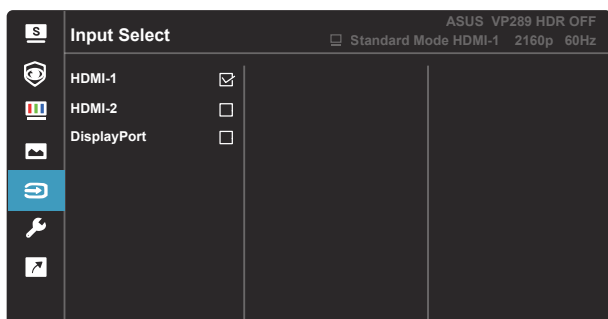 S
Input Select
ASUS VP289 HDR OFF
Standard Mode HDMI-1 2160p 60Hz
HDMI-1
HDMI-2
DisplayPort